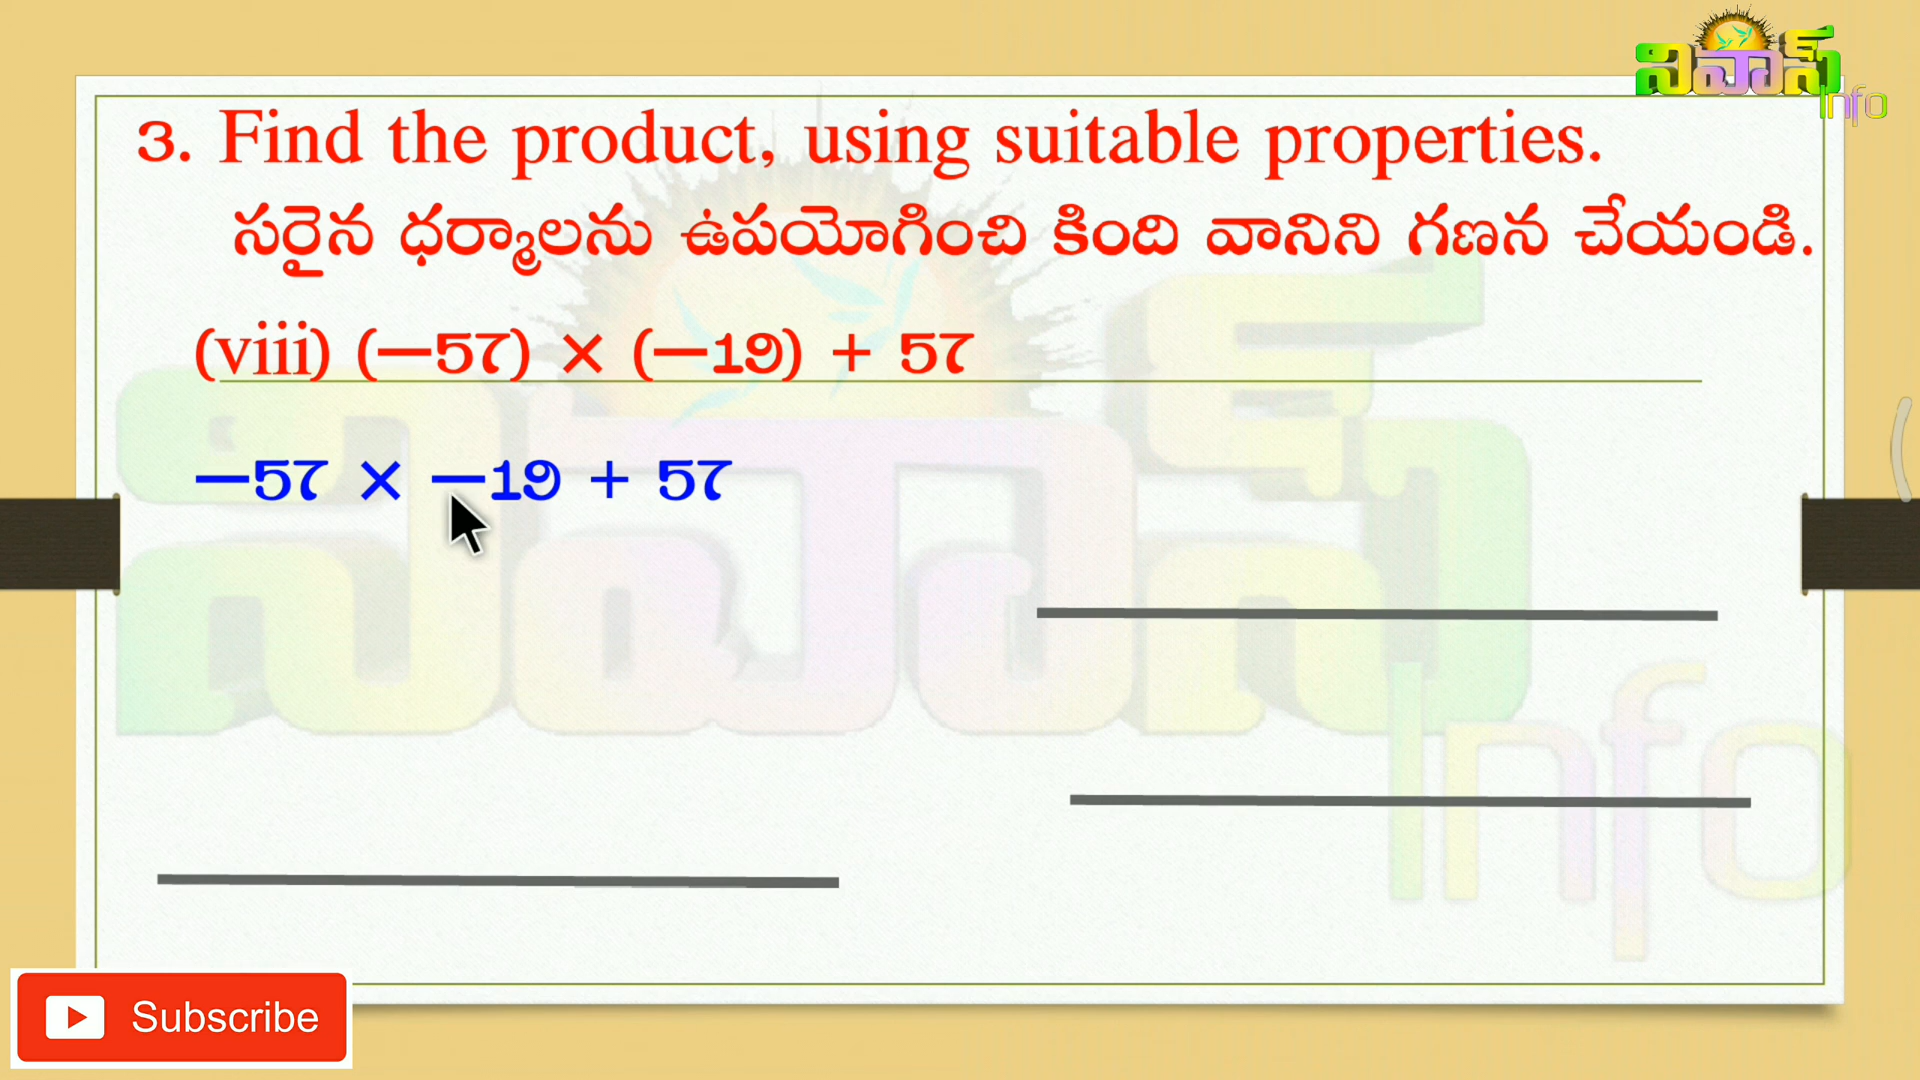 నివాస్
Info
3. Find the product, using suitable properties.
సరైన ధర్మాలను ఉపయోగించి కింది వానిని గణన చేయండి.
(viii) (−57) × (−19) + 57
−57 × −19 + 57
Subscribe